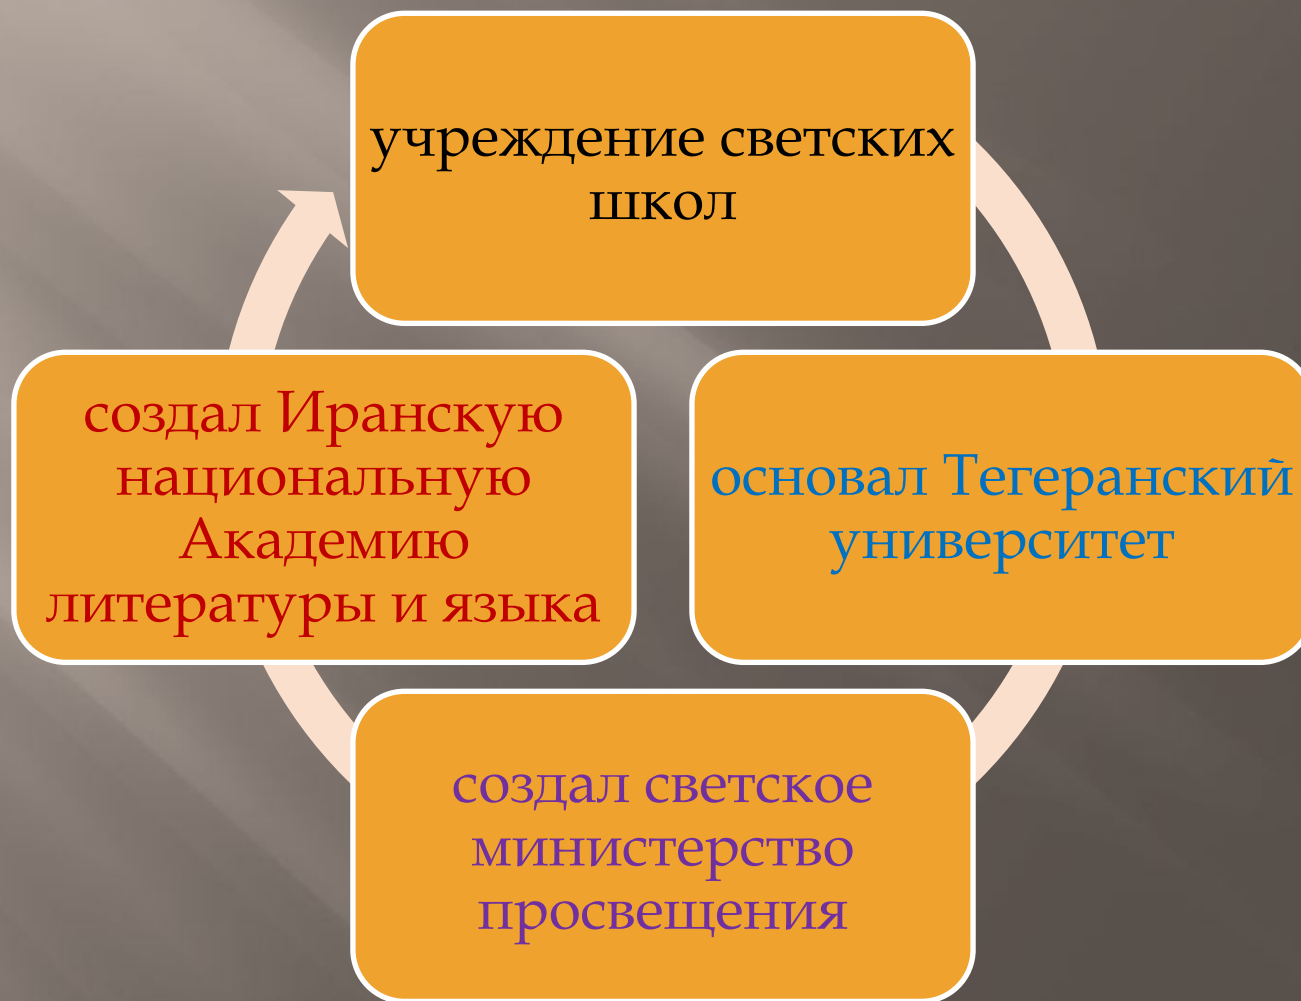 учреждение светских
школ
основал Тегеранский
университет
создал светское
министерство
просвещения
создал Иранскую
национальную
Академию
литературы и языка